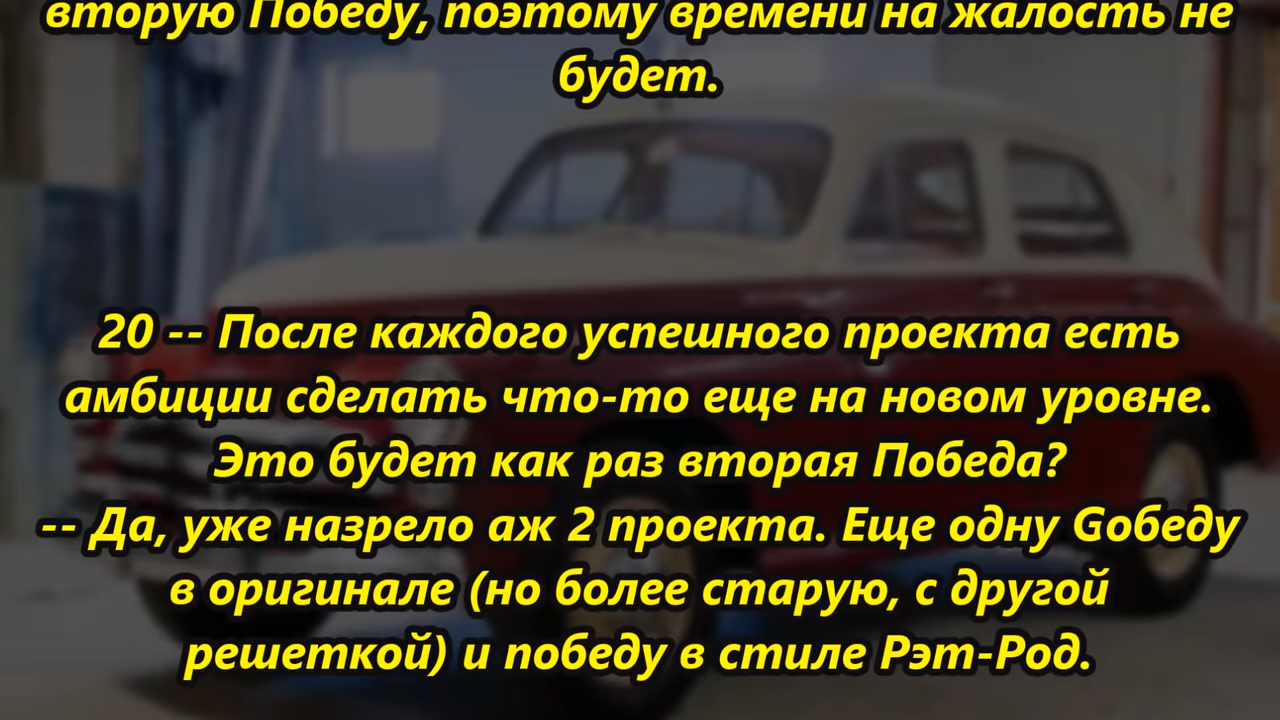 вторую Победу, поэтому времени на жалость не
будет.
20 -- После каждого успешного проекта есть
амбиции сделать что-то еще на новом уровне.
Это будет как раз вторая Победа?
-- Да, уже назрело аж 2 проекта. Еще одну Gобеду
в оригинале (но более старую, с другой
решеткой) и победу в стиле Рэт-Род.